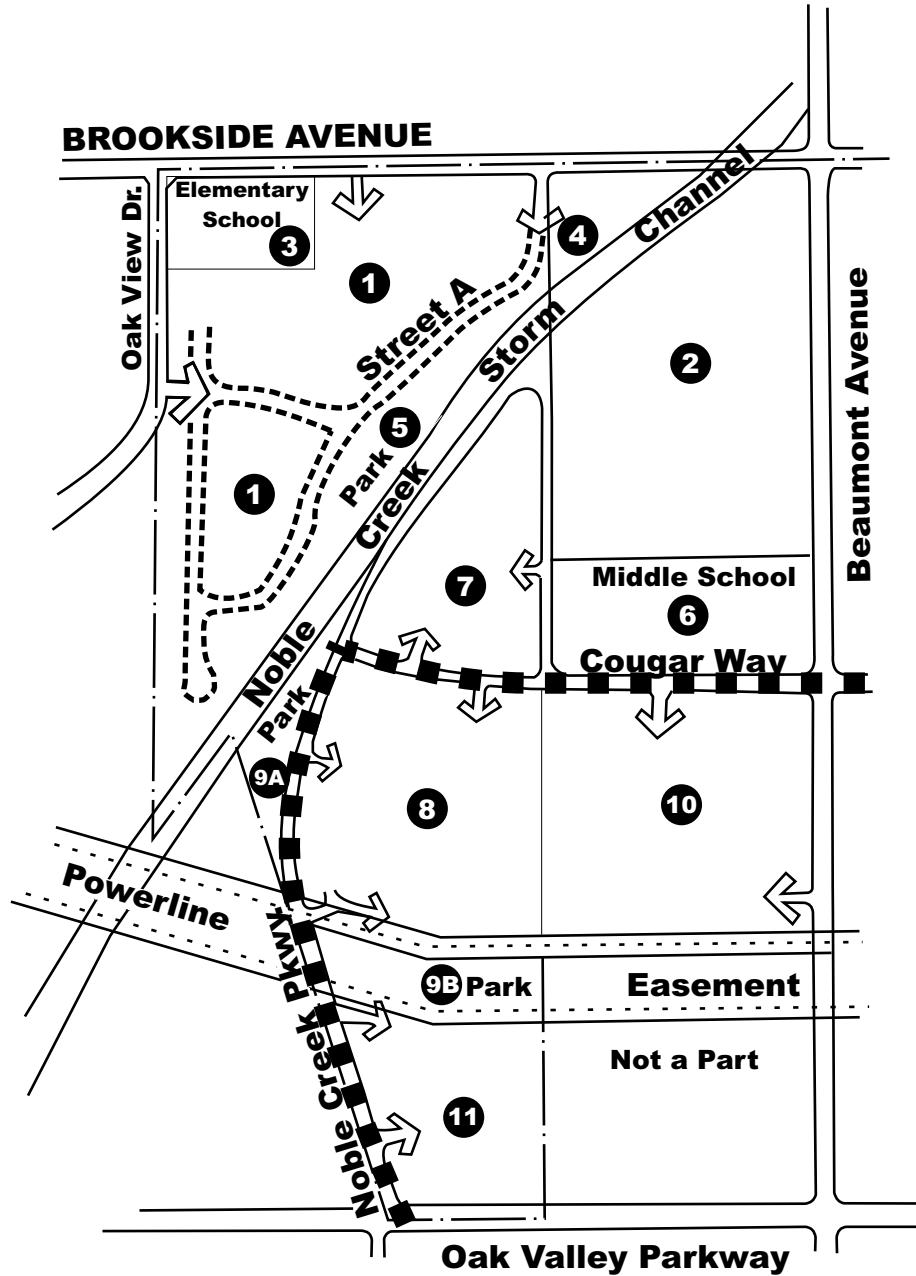 BROOKSIDE AVENUE
Elementary
School
3
Oak View Dr.
1
4
Channel
Storm
Street A
2
Beaumont Avenue
5
Park
Creek
1
7
Middle School
6
Cougar Way
Noble
Park
9A
8
10
Powerline
Noble Creek Pkwy.
9B Park
Easement
Not a Part
11
Oak Valley Parkway